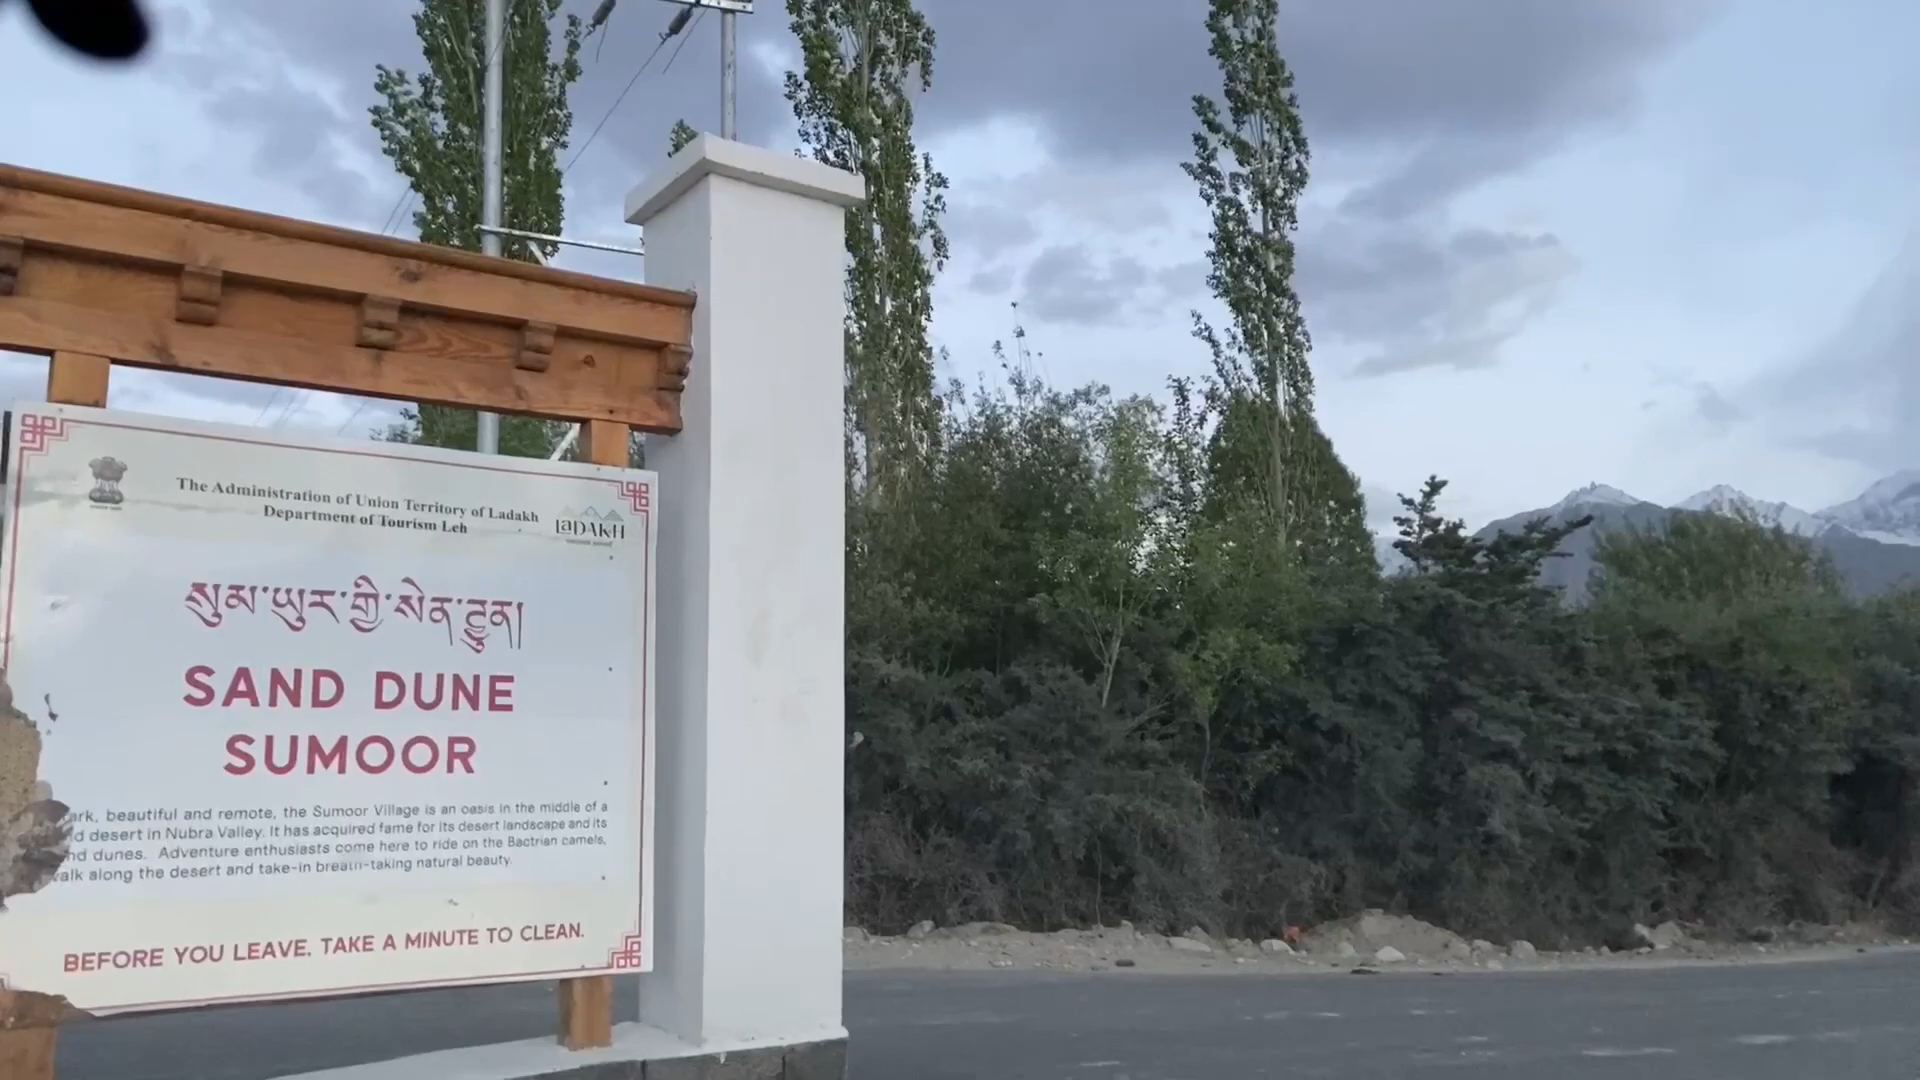 The Administration of Union Territory of Ladakh
Department of Tourism Leh
LaDAKH
སུམ་ཡུར་གྱི་སེན་ཌུན།
SAND DUNE
SUMOOR
beautiful and remote, the Sumoor Village is an oasis in the middle of a
desert in Nubra Valley. It has acquired fame for its desert landscape and its
dunes. Adventure enthusiasts come here to ride on the Bactrian camels,
along the desert and take-in breath-taking natural beauty.
BEFORE YOU LEAVE, TAKE A MINUTE TO CLEAN.